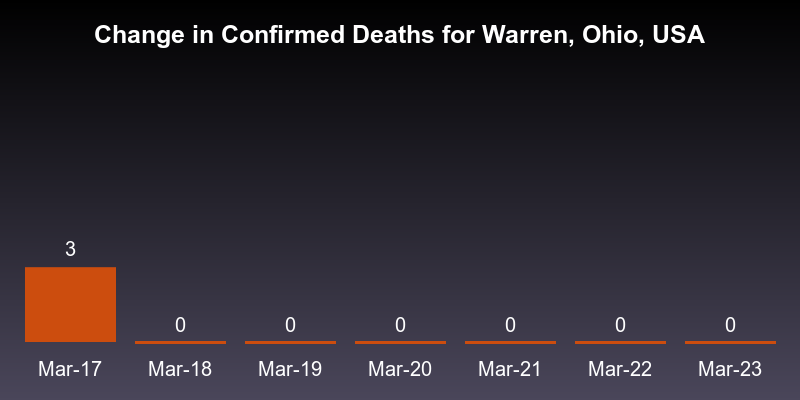 Change in Confirmed Deaths for Warren, Ohio, USA
3
0 0 0 0 0 0
Mar-17 Mar-18 Mar-19 Mar-20 Mar-21 Mar-22 Mar-23